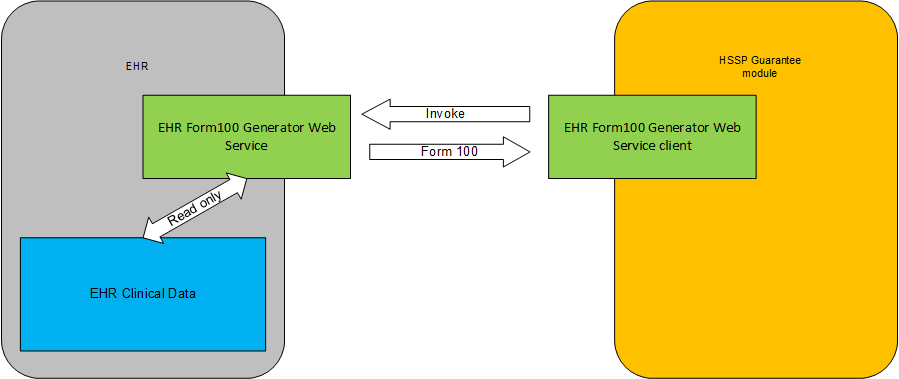 EHR
HSSP Guarantee
module
EHR Form100 Generator Web
Service
Invoke
Form 100
EHR Form100 Generator Web
Service client
Read only
EHR Clinical Data